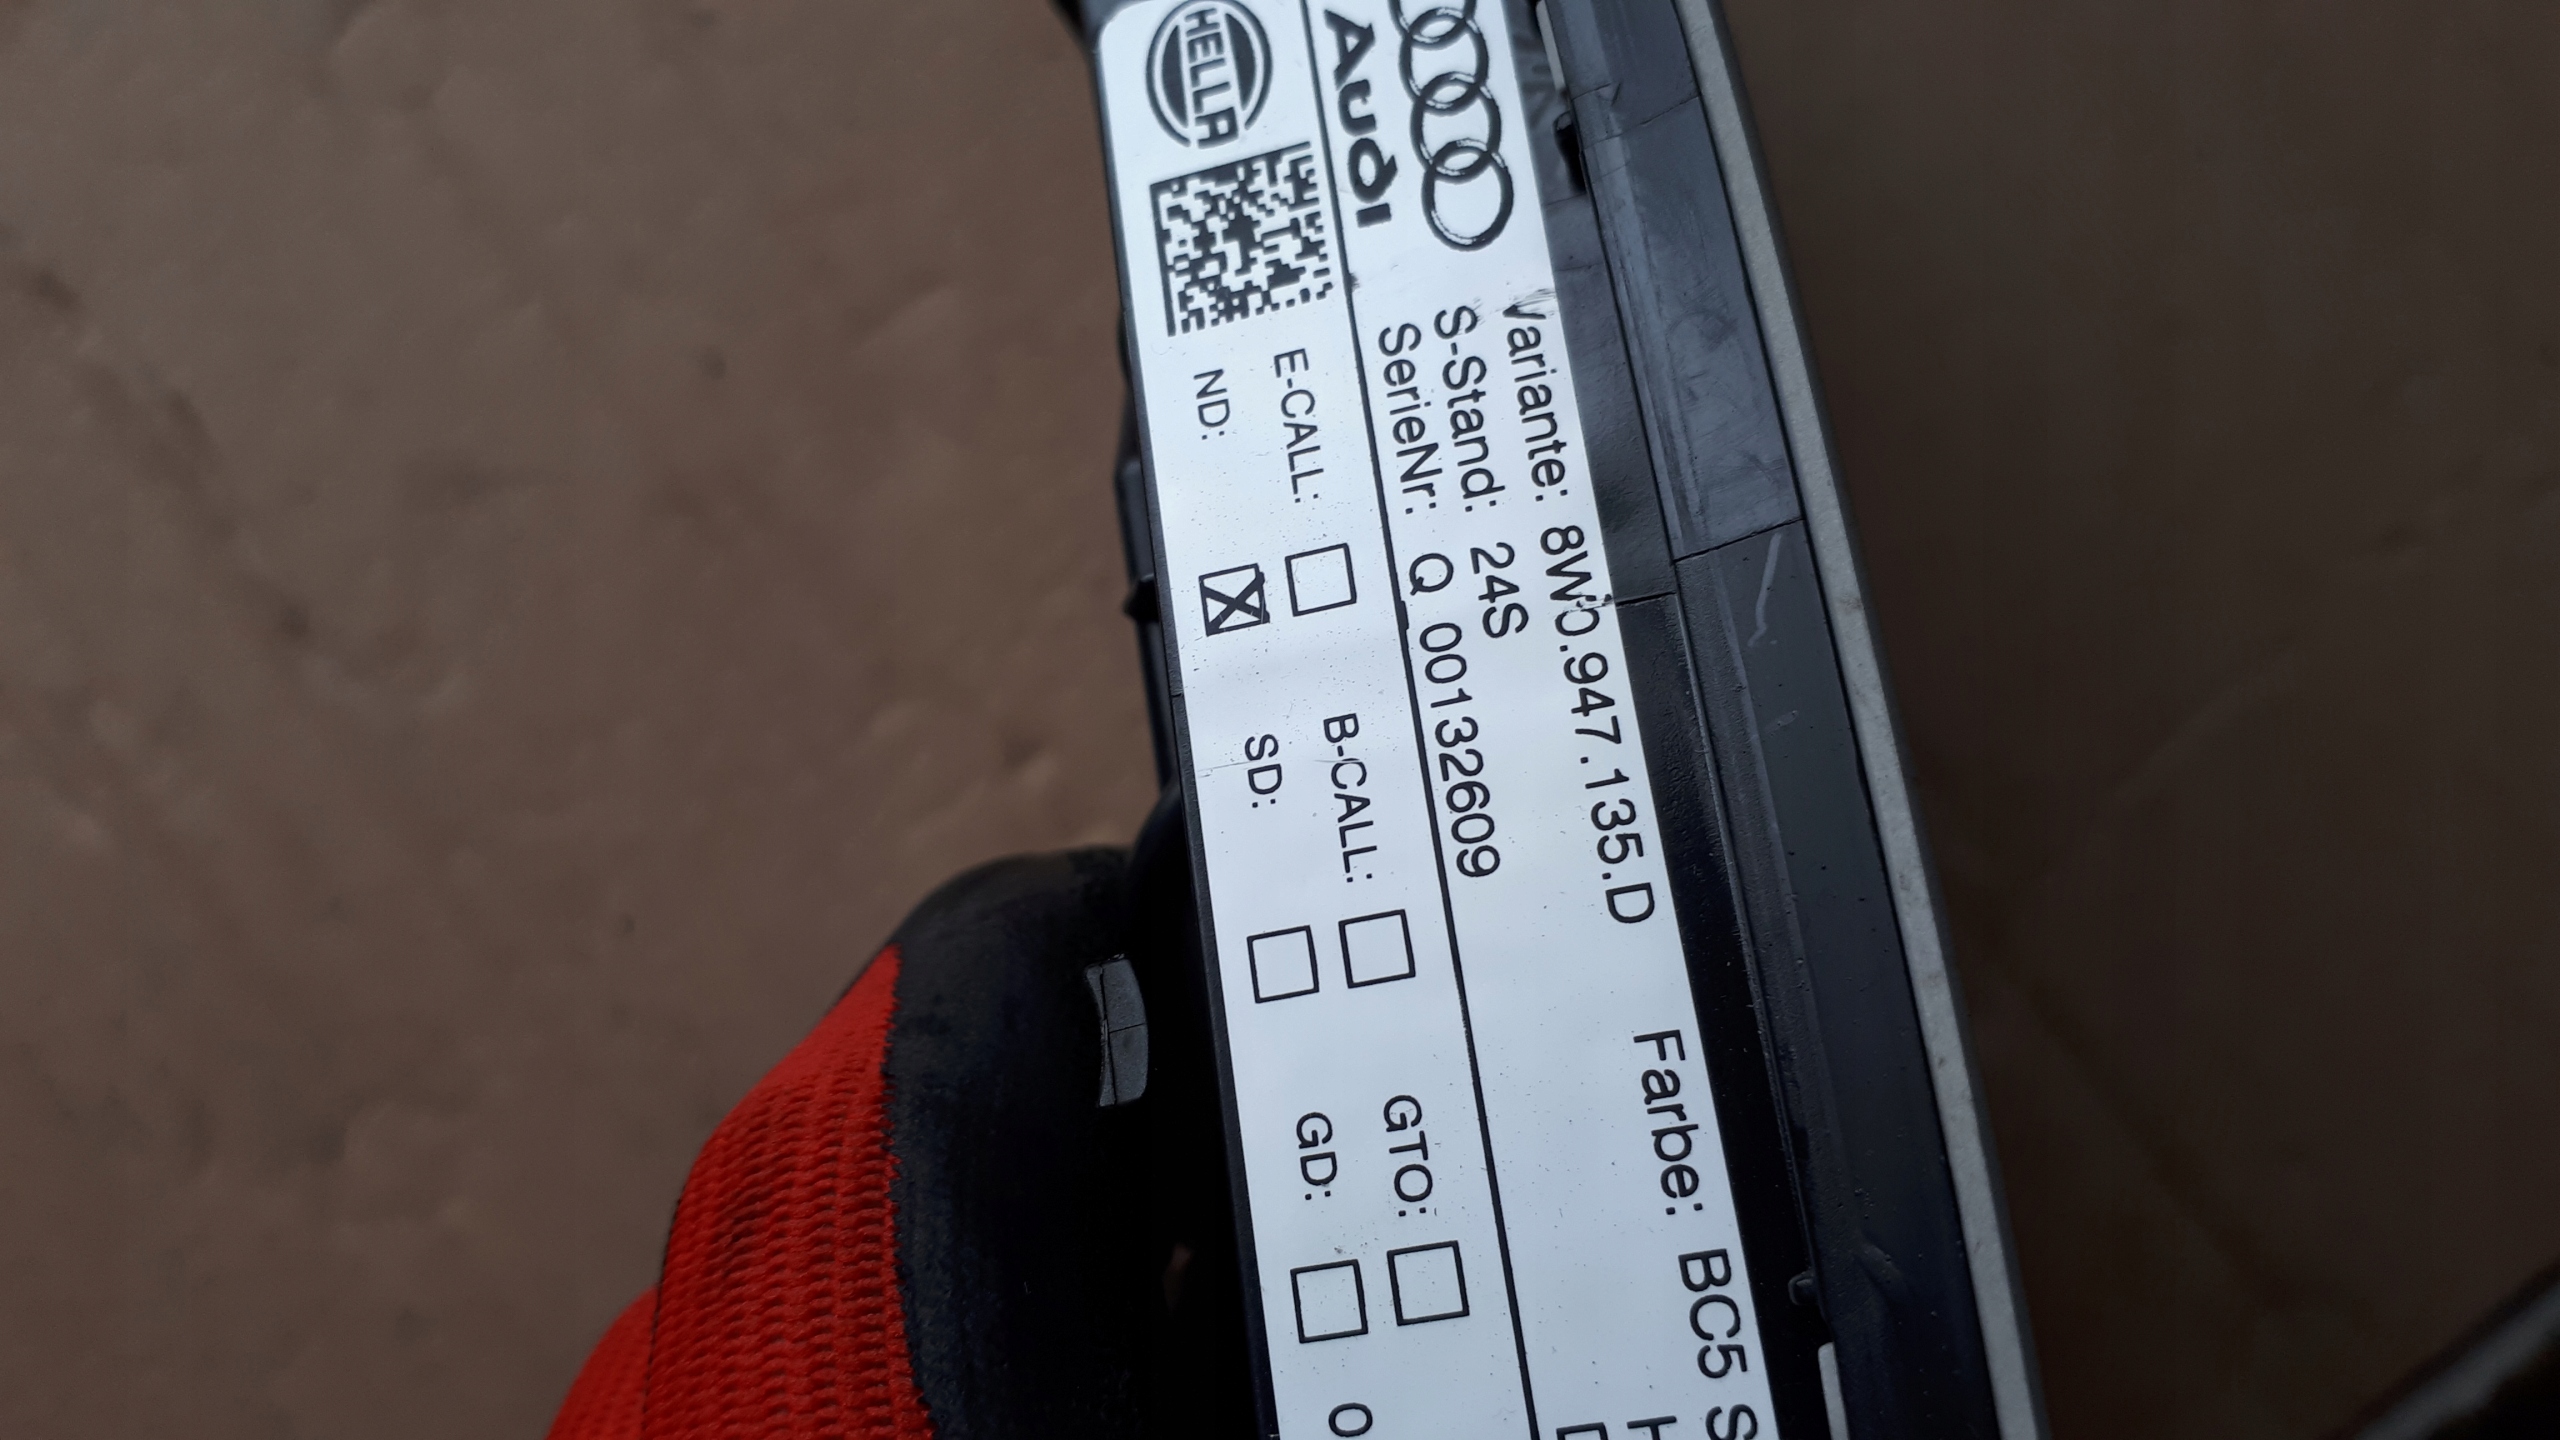 Audi
Variante: 8W0.947.135.D Farbe: BC5 S
S-Stand: 24S
SerieNr: Q 00132609
HELLA
E-CALL: B-CALL: GTO:
ND: SD: GD: